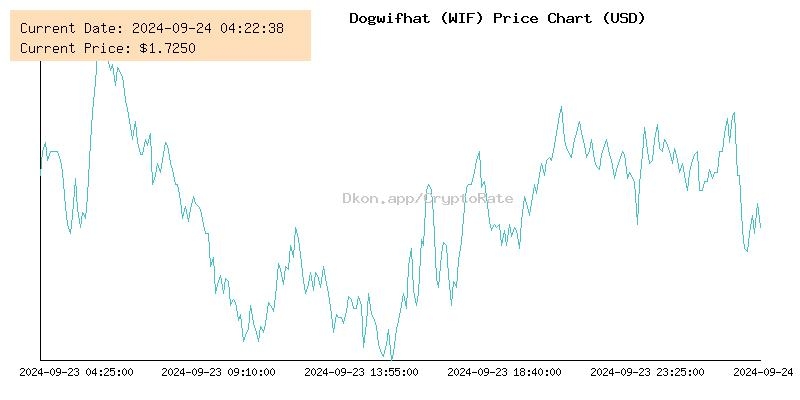 Dogwifhat (WIF) Price Chart (USD)
Current Date: 2024-09-24 04:22:38
Current Price: $1.7250
Dkon.app/CryptoRate
2024-09-23 04:25:00 2024-09-23 09:10:00 2024-09-23 13:55:00 2024-09-23 18:40:00 2024-09-23 23:25:00 2024-09-24